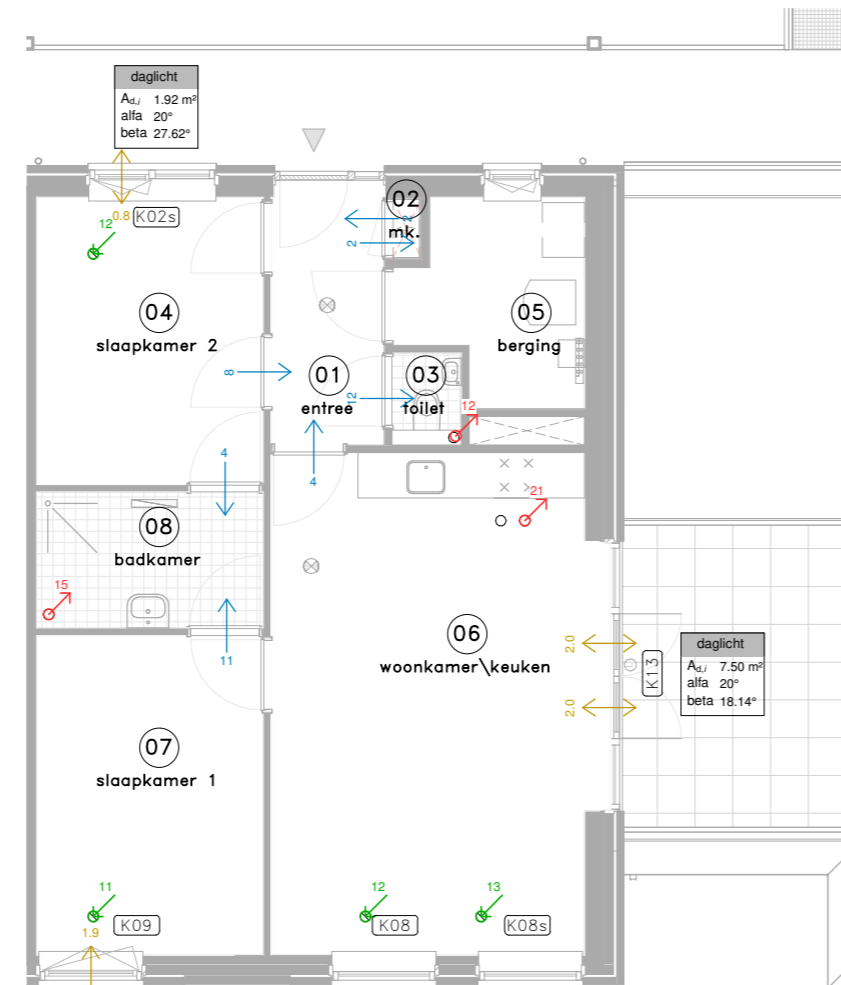 daglicht
Ad,i 1.92 m²
alfa 20°
beta 27.62°
0.8
K02s
12
02
mk.
2
2
04
slaapkamer 2
05
berging
8
01
entree
12
03
toilet
12
4
4
21
08
badkamer
15
11
06
woonkamer\keuken
2.0
2.0
K13
daglicht
Ad,i 7.50 m²
alfa 20°
beta 18.14°
07
slaapkamer 1
11
K09
1.9
12
K08
13
K08s